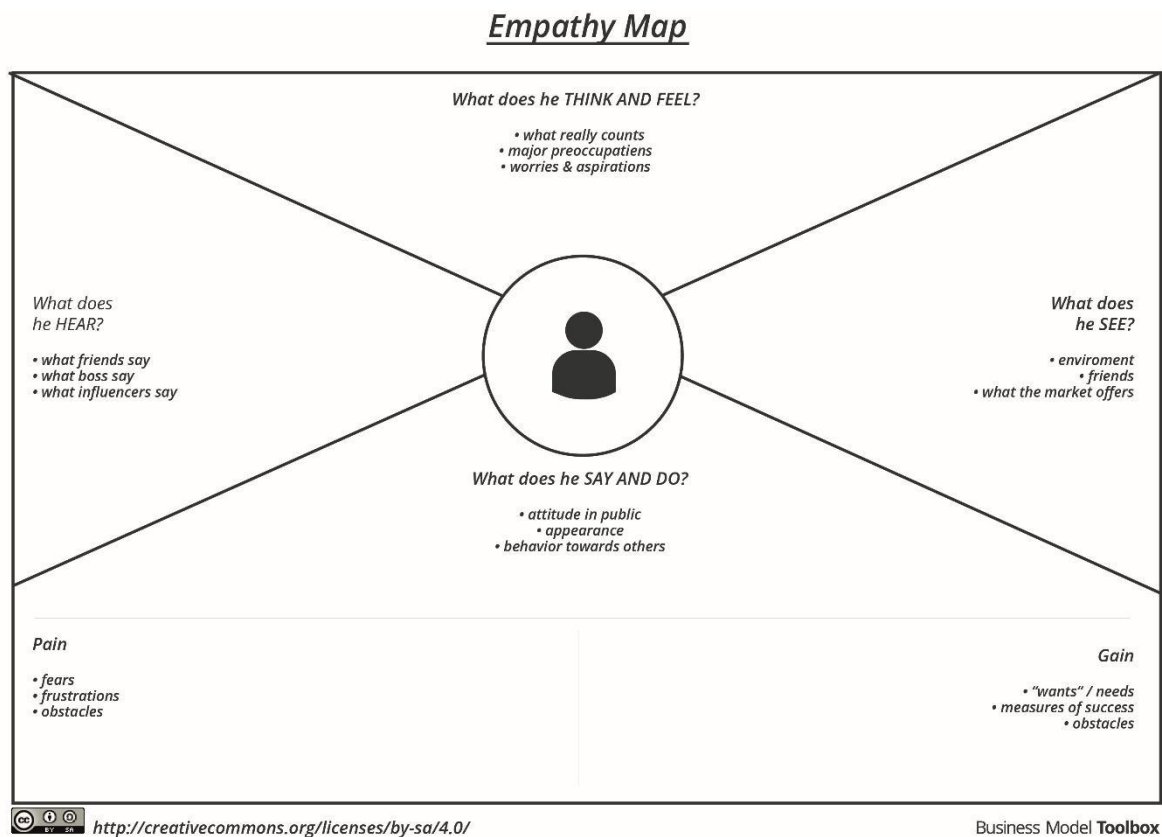 Empathy Map
What does he THINK AND FEEL?
• what really counts
• major preoccupatiens
• worries & aspirations
What does
he HEAR?
• what friends say
• what boss say
• what influencers say
What does
he SEE?
• enviroment
• friends
• what the market offers
What does he SAY AND DO?
• attitude in public
• appearance
• behavior towards others
Pain
• fears
• frustrations
• obstacles
Gain
• “wants” / needs
• measures of success
• obstacles
cc BY SA
http://creativecommons.org/licenses/by-sa/4.0/
Business Model Toolbox